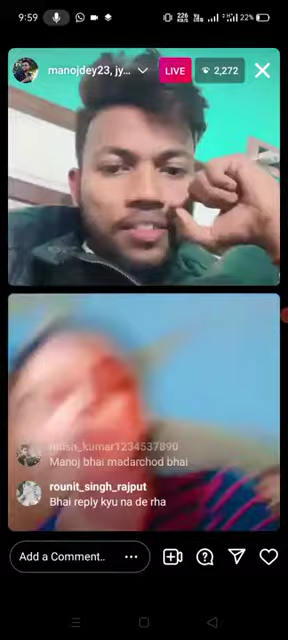 9:59
22%
manojdey23, jy...
LIVE
2,272
Manoj bhai madarchod bhai
rounit_singh_rajput
Bhai reply kyu na de rha
Add a Comment..